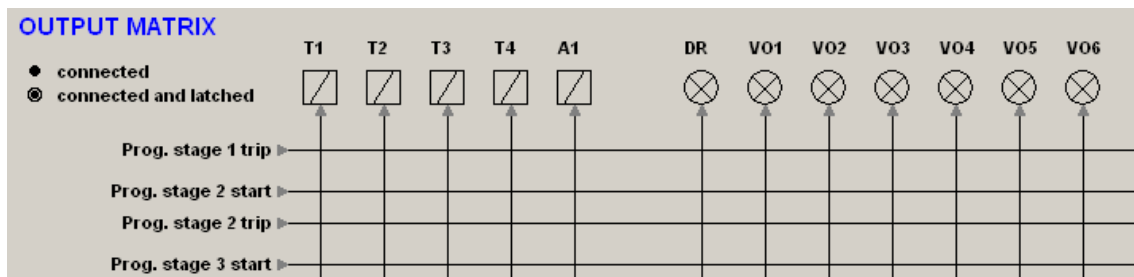 OUTPUT MATRIX
T1 T2 T3 T4 A1 DR VO1 VO2 VO3 VO4 VO5 VO6
connected
connected and latched
Prog. stage 1 trip
Prog. stage 2 start
Prog. stage 2 trip
Prog. stage 3 start